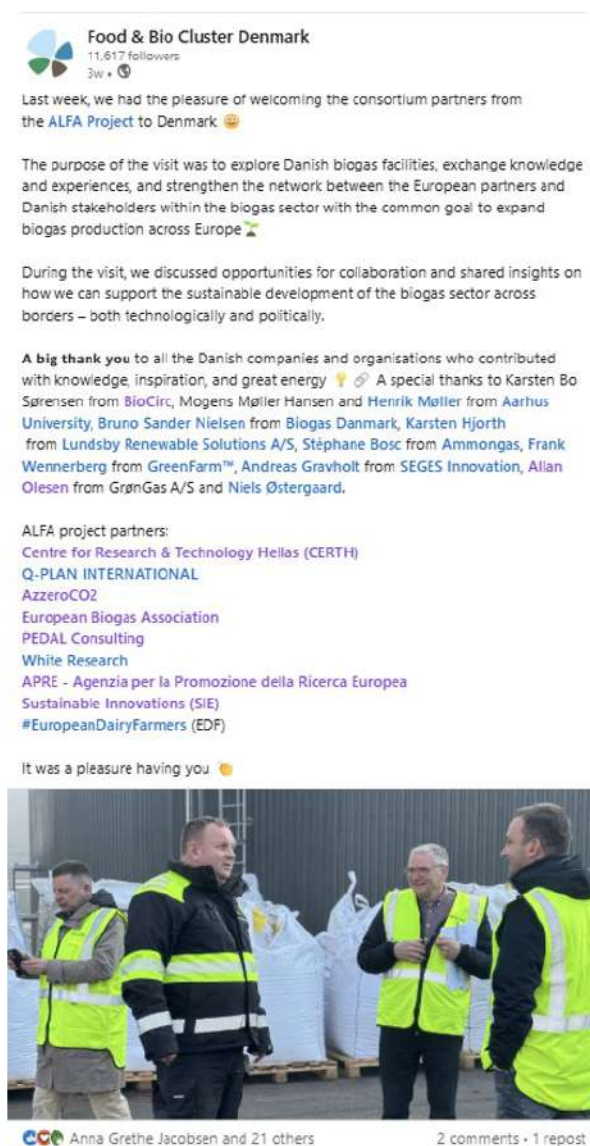 Food & Bio Cluster Denmark
11,617 followers
3w •
Last week, we had the pleasure of welcoming the consortium partners from
the ALFA Project to Denmark 😀
The purpose of the visit was to explore Danish biogas facilities, exchange knowledge
and experiences, and strengthen the network between the European partners and
Danish stakeholders within the biogas sector with the common goal to expand
biogas production across Europe🌱
During the visit, we discussed opportunities for collaboration and shared insights on
how we can support the sustainable development of the biogas sector across
borders – both technologically and politically.
A big thank you to all the Danish companies and organisations who contributed
with knowledge, inspiration, and great energy 💡 🔗 A special thanks to Karsten Bo
Sørensen from BioCirc, Mogens Møller Hansen and Henrik Møller from Aarhus
University, Bruno Sander Nielsen from Biogas Danmark, Karsten Hjorth
from Lundsby Renewable Solutions A/S, Stéphane Bosc from Ammongas, Frank
Wennerberg from GreenFarm™, Andreas Gravholt from SEGES Innovation, Allan
Olesen from GrønGas A/S and Niels Østergaard.
ALFA project partners:
Centre for Research & Technology Hellas (CERTH)
Q-PLAN INTERNATIONAL
AzzeroCO2
European Biogas Association
PEDAL Consulting
White Research
APRE - Agenzia per la Promozione della Ricerca Europea
Sustainable Innovations (SIE)
#EuropeanDairyFarmers (EDF)
It was a pleasure having you 👏
Anna Grethe Jacobsen and 21 others
2 comments • 1 repost